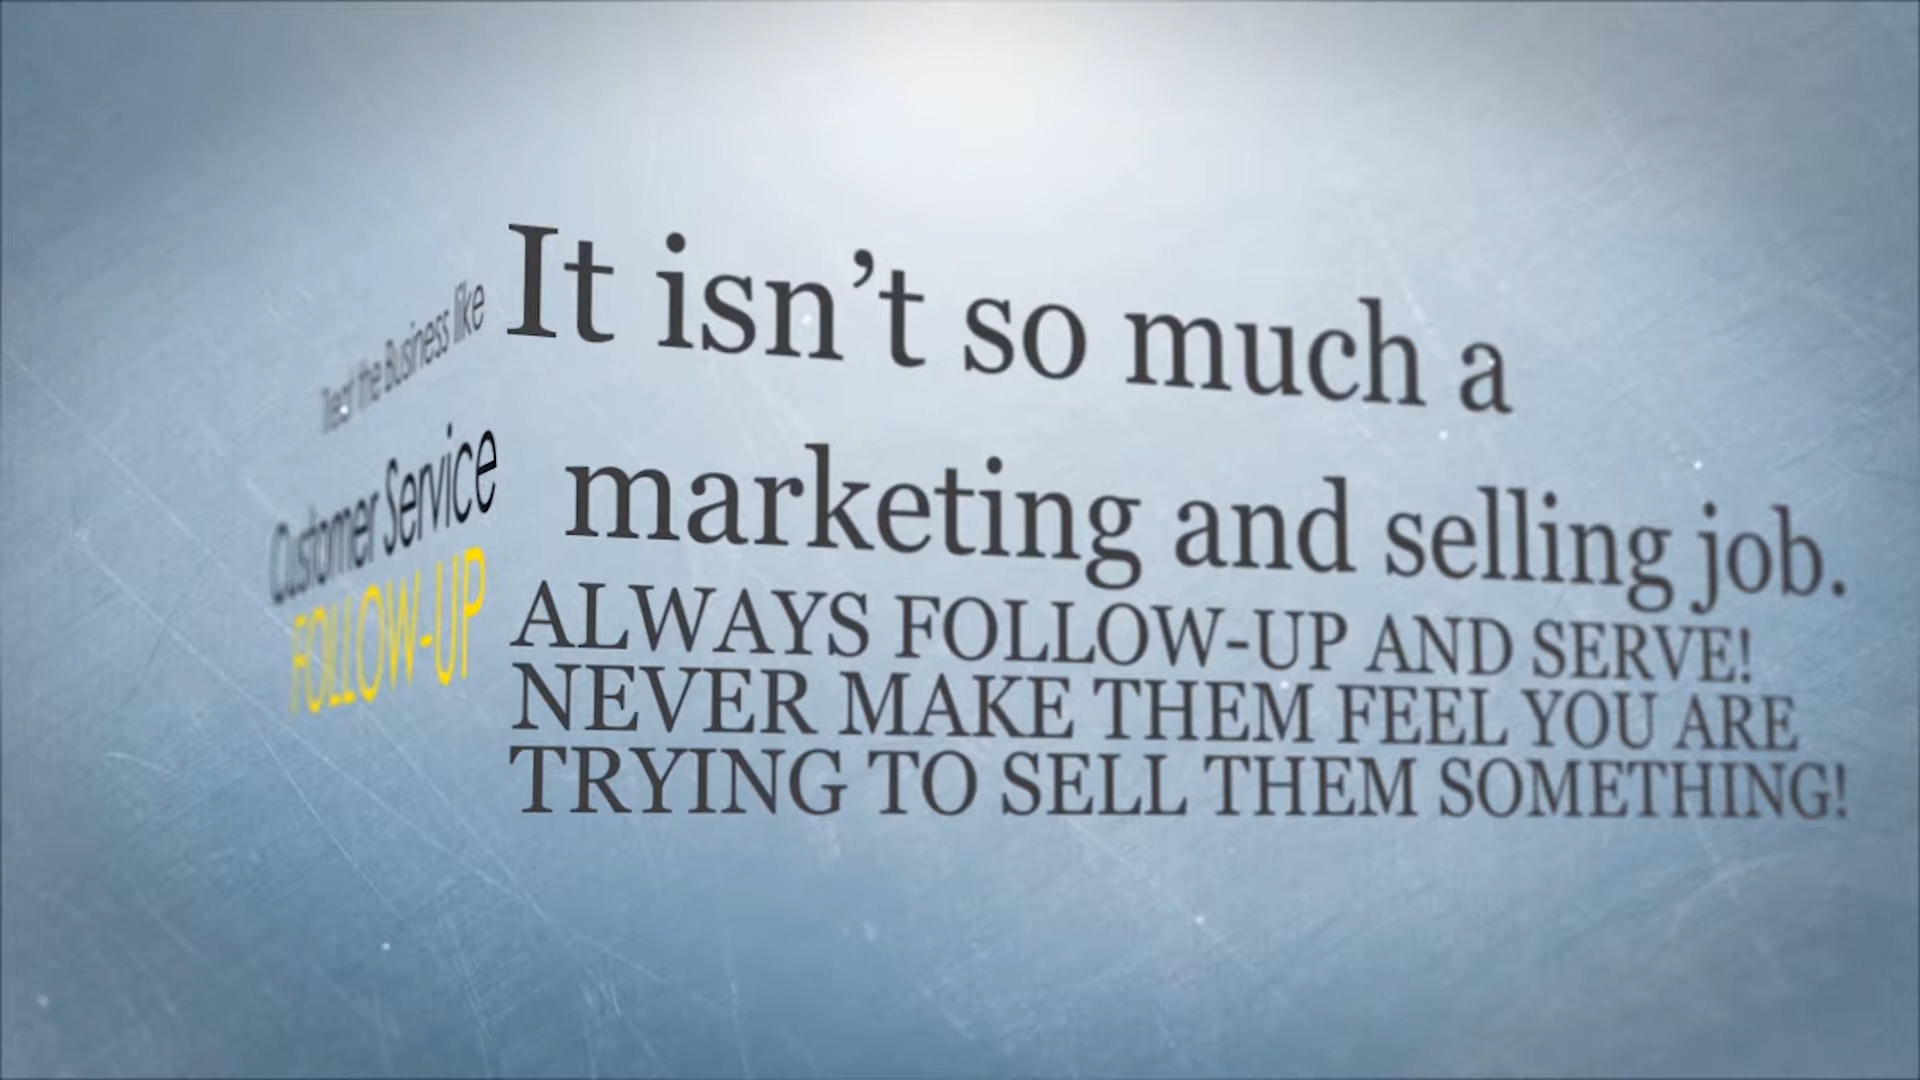 Treat the Business like
Customer Service
FOLLOW-UP
It isn’t so much a
marketing and selling job.
ALWAYS FOLLOW-UP AND SERVE!
NEVER MAKE THEM FEEL YOU ARE
TRYING TO SELL THEM SOMETHING!